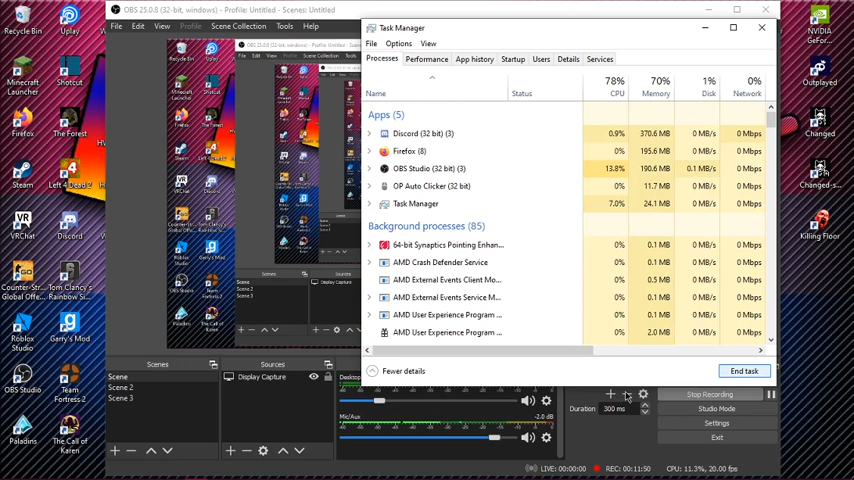 OBS 25.0.8 (32-bit, windows) - Profile: Untitled - Scenes: Untitled
File Edit View Profile Scene Collection Tools Help
Recycle Bin
Uplay
Minecraft Launcher
Shotcut
Firefox
The Forest
Steam
Left 4 Dead 2
VRChat
Discord
Counter-Str... Global Offe...
Tom Clancy's Rainbow Si...
Roblox Studio
Garry's Mod
OBS Studio
Team Fortress 2
Paladins
The Call of Karen
NVIDIA GeFor...
Outplayed
Changed
Changed-s...
Killing Floor
Task Manager
File Options View
Processes Performance App history Startup Users Details Services
78% 70% 1% 0%
Name Status CPU Memory Disk Network
Apps (5)
Discord (32 bit) (3) 0.9% 370.6 MB 0 MB/s 0 Mbps
Firefox (8) 0% 195.6 MB 0 MB/s 0 Mbps
OBS Studio (32 bit) (3) 13.8% 190.6 MB 0.1 MB/s 0 Mbps
OP Auto Clicker (32 bit) 0% 11.7 MB 0 MB/s 0 Mbps
Task Manager 7.0% 24.1 MB 0 MB/s 0 Mbps
Background processes (85)
64-bit Synaptics Pointing Enhan... 0% 0.1 MB 0 MB/s 0 Mbps
AMD Crash Defender Service 0% 0.1 MB 0 MB/s 0 Mbps
AMD External Events Client Mo... 0% 0.5 MB 0 MB/s 0 Mbps
AMD External Events Service M... 0% 0.1 MB 0 MB/s 0 Mbps
AMD User Experience Program ... 0% 0.1 MB 0 MB/s 0 Mbps
AMD User Experience Program ... 0% 2.0 MB 0 MB/s 0 Mbps
Fewer details End task
Scenes
Scene
Scene 2
Scene 3
Sources
Display Capture
Desktop
Mic/Aux -2.0 dB
Duration 300 ms
Stop Recording
Studio Mode
Settings
Exit
LIVE: 00:00:00 REC: 00:11:50 CPU: 11.3%, 20.00 fps